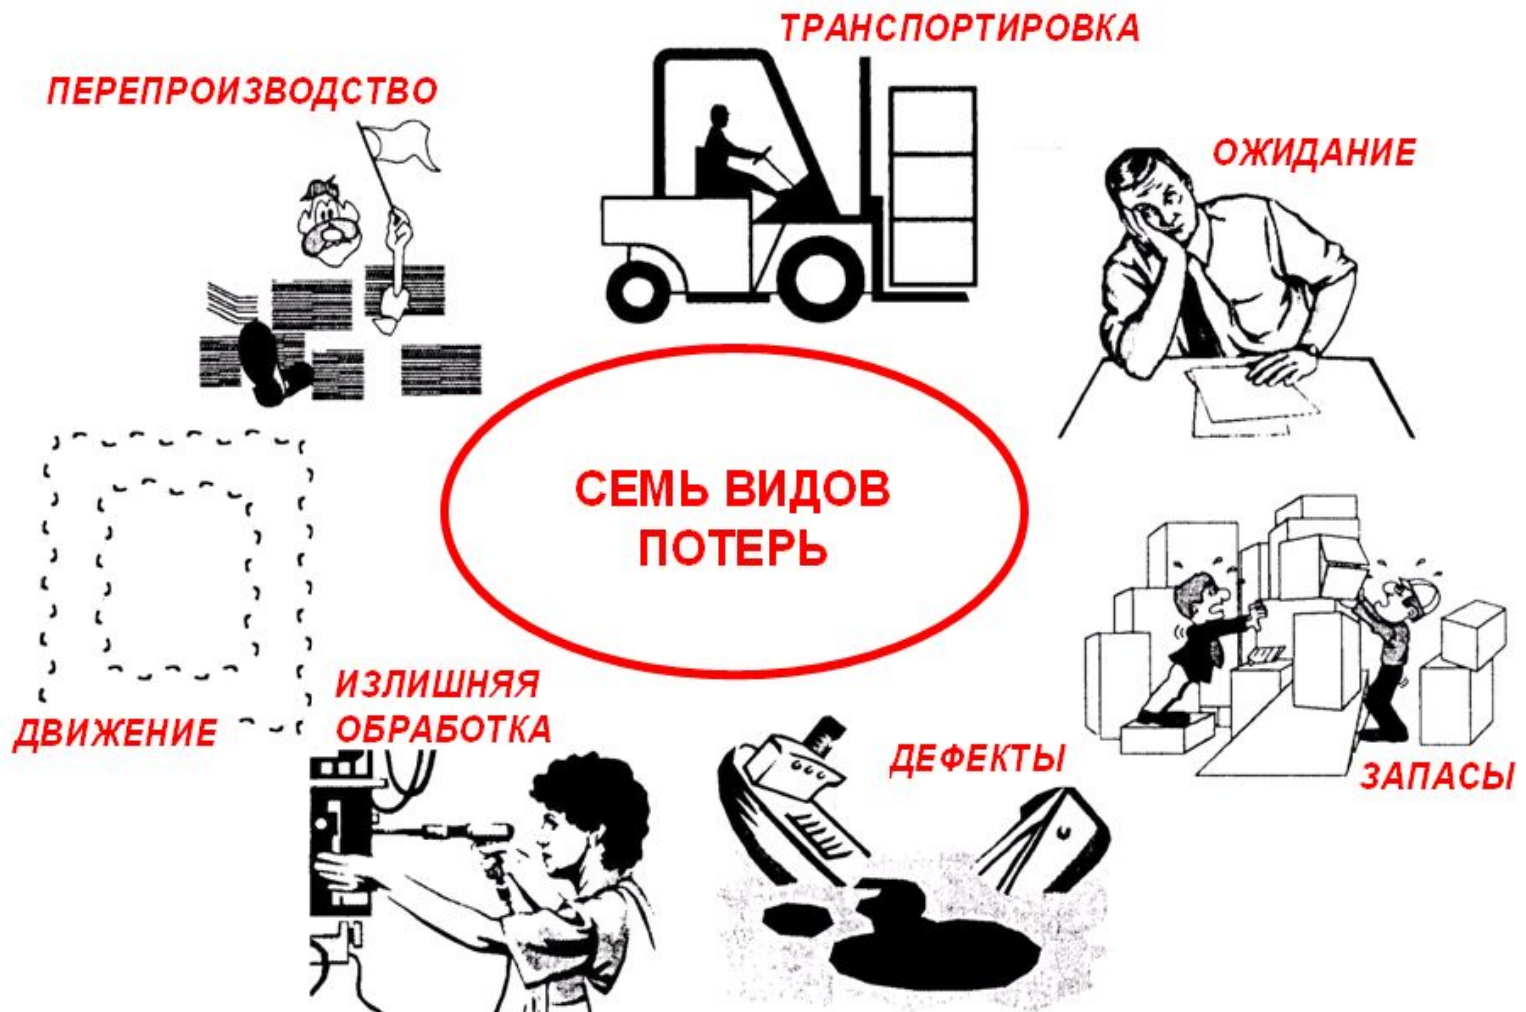 ТРАНСПОРТИРОВКА
ПЕРЕПРОИЗВОДСТВО
ОЖИДАНИЕ
СЕМЬ ВИДОВ
ПОТЕРЬ
ИЗЛИШНЯЯ
ОБРАБОТКА
ДВИЖЕНИЕ
ДЕФЕКТЫ
ЗАПАСЫ